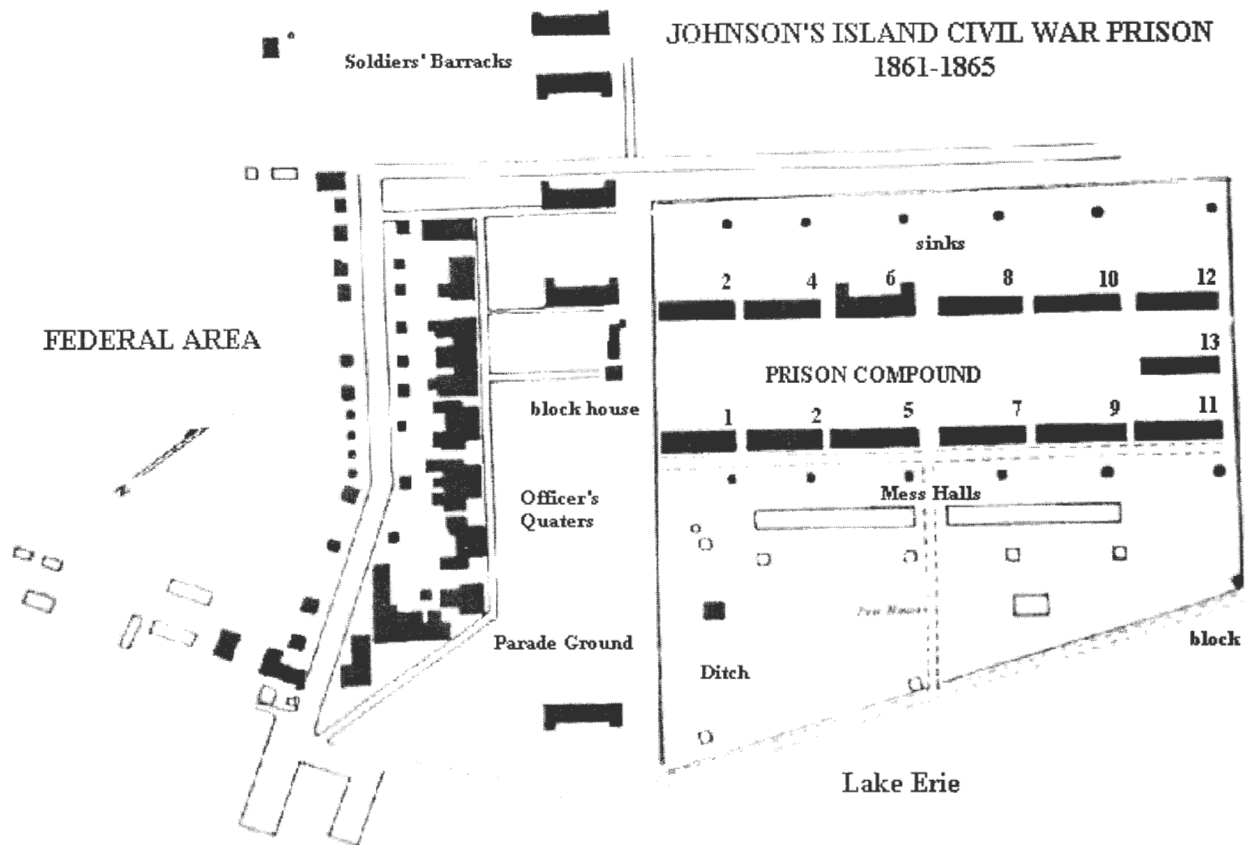 JOHNSON'S ISLAND CIVIL WAR PRISON
1861-1865
Soldiers' Barracks
sinks
2 4 6 8 10 12
FEDERAL AREA
13
PRISON COMPOUND
block house
1 2 5 7 9 11
Mess Halls
Officer's
Quaters
Parade Ground
block
Ditch
Lake Erie